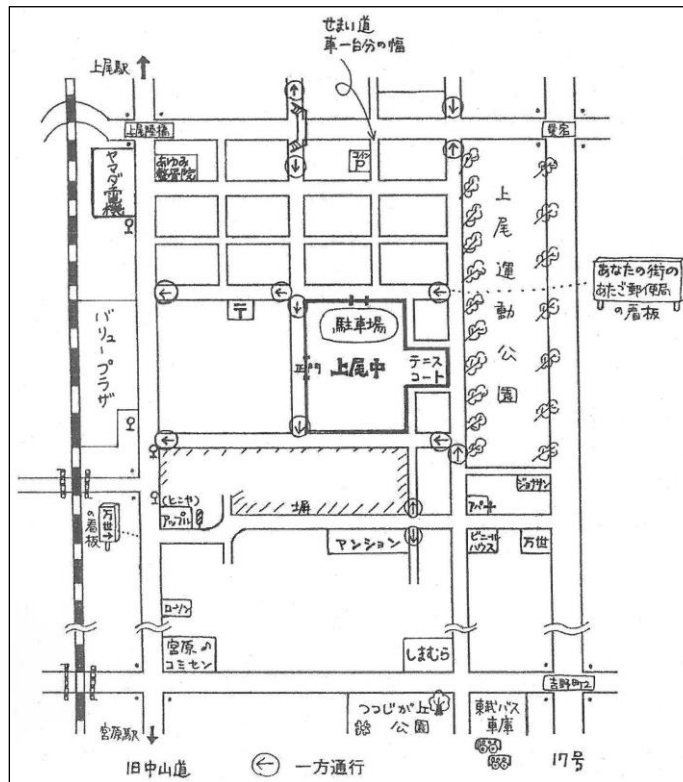 せまい道
車一台分の幅
上尾駅
上尾陸橋
愛宕
ヤマダ電機
あゆみ
整骨院
コイン
P
上尾運動公園
あなたの街の
あたご郵便局
の看板
〒
駐車場
正門
上尾中
テニス
コート
バリュープラザ
ジョナサン
(とこや)
アップル
塀
アパート
万世→
の看板
マンション
ビニール
ハウス
万世
ローソン
宮原の
コミセン
しまむら
吉野町2
つつじが丘
公園
東武バス
車庫
宮原駅
旧中山道
← 一方通行
17号